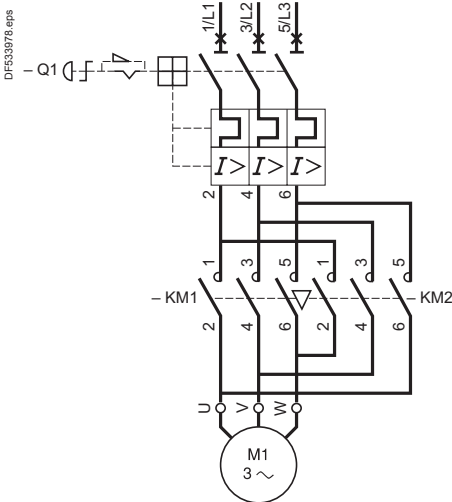 DF533978.eps
1/L1 3/L2 5/L3
– Q1
I> I> I>
2 4 6
1 3 5 1 3 5
– KM1 – KM2
2 4 6 2 4 6
U V W
M1
3 ~